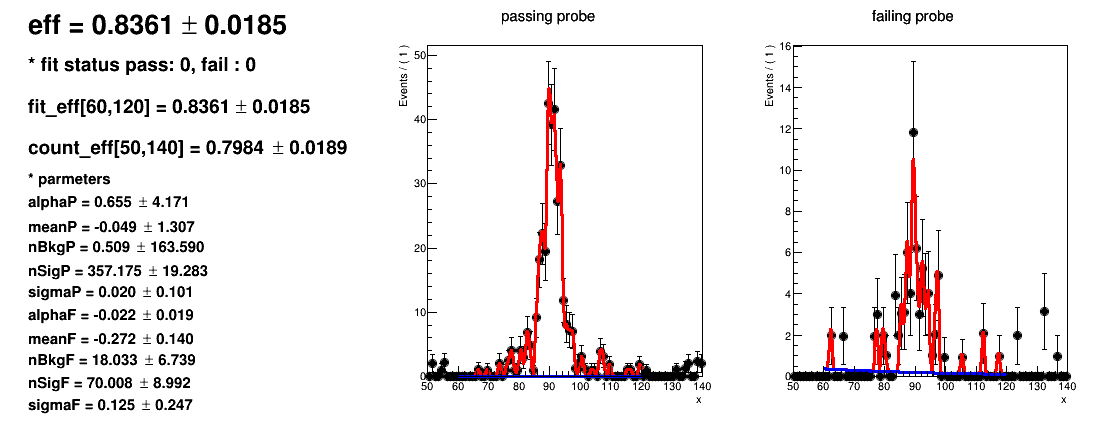 eff = 0.8361 ± 0.0185
* fit status pass: 0, fail : 0
fit_eff[60,120] = 0.8361 ± 0.0185
count_eff[50,140] = 0.7984 ± 0.0189
* parmeters
alphaP = 0.655 ± 4.171
meanP = -0.049 ± 1.307
nBkgP = 0.509 ± 163.590
nSigP = 357.175 ± 19.283
sigmaP = 0.020 ± 0.101
alphaF = -0.022 ± 0.019
meanF = -0.272 ± 0.140
nBkgF = 18.033 ± 6.739
nSigF = 70.008 ± 8.992
sigmaF = 0.125 ± 0.247
passing probe
Events / ( 1 )
50
40
30
20
10
0
50 60 70 80 90 100 110 120 130 140
x
failing probe
Events / ( 1 )
16
14
12
10
8
6
4
2
0
50 60 70 80 90 100 110 120 130 140
x